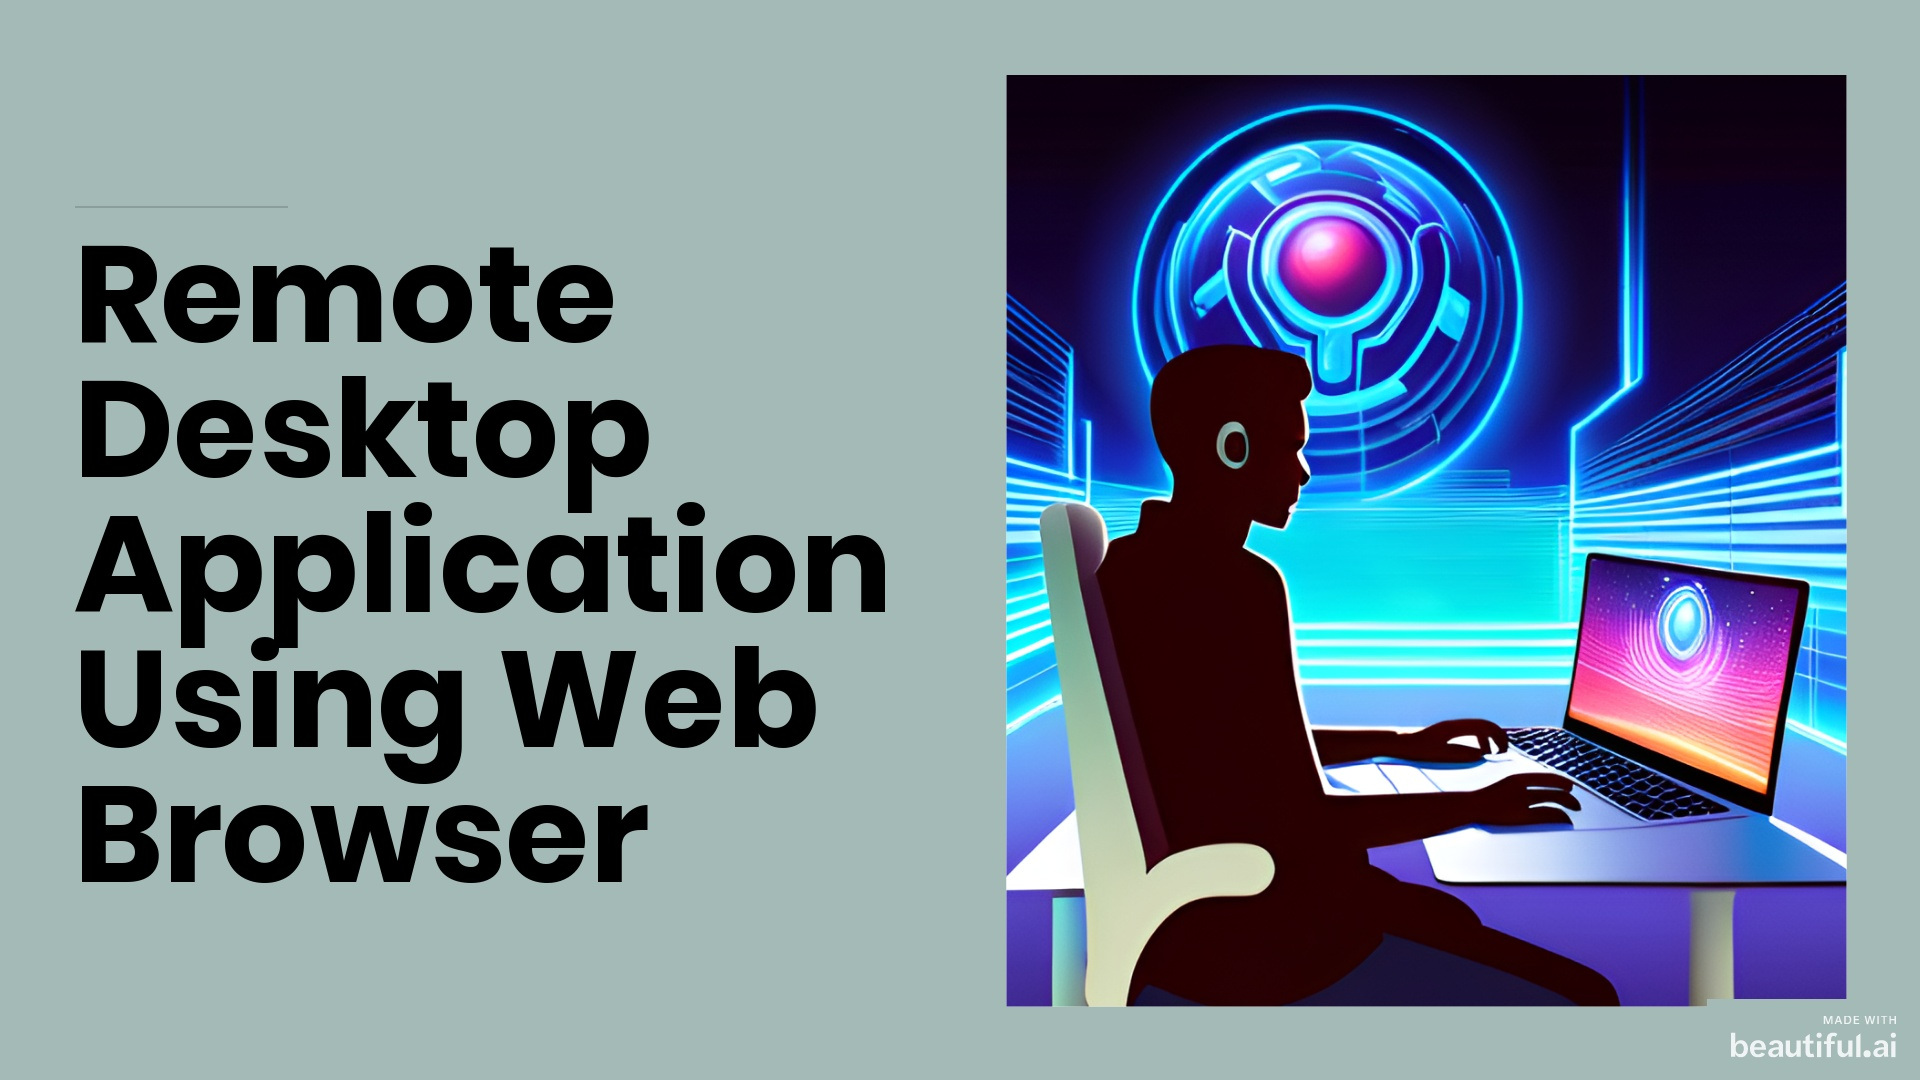 Remote
Desktop
Application
Using Web
Browser
MADE WITH
beautiful.ai